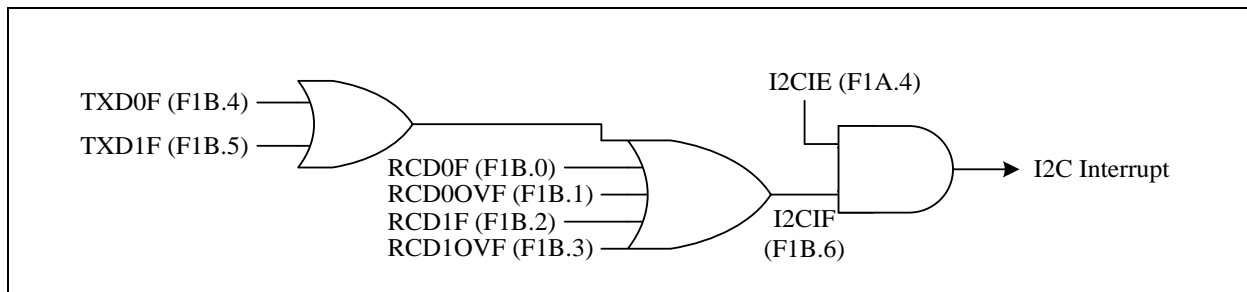 I2CIE (F1A.4)
TXD0F (F1B.4)
TXD1F (F1B.5)
RCD0F (F1B.0)
RCD0OVF (F1B.1)
RCD1F (F1B.2)
RCD1OVF (F1B.3)
I2CIF
(F1B.6)
I2C Interrupt